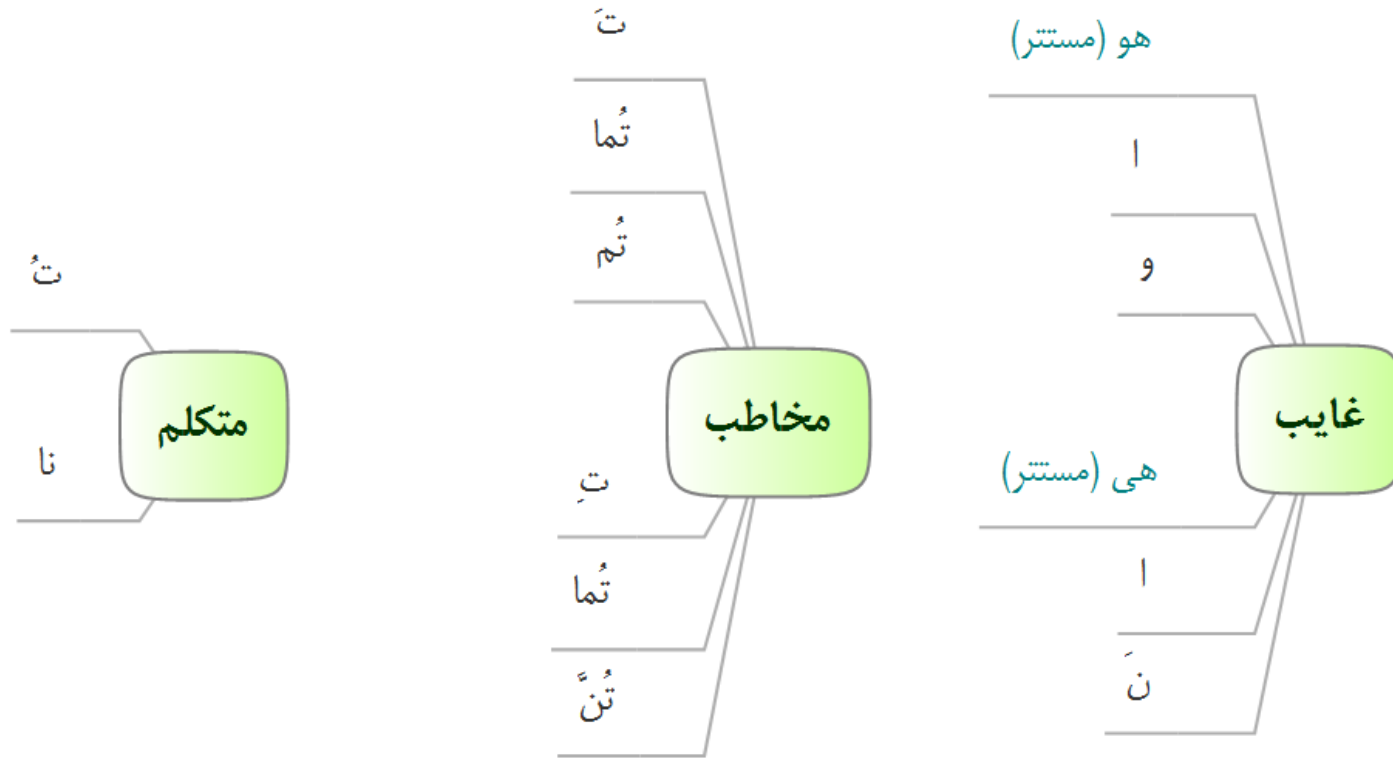 غایب
هو (مستتر)
ا
و
هی (مستتر)
ا
نَ
مخاطب
تَ
تُما
تُم
تِ
تُما
تُنَّ
متکلم
تُ
نا